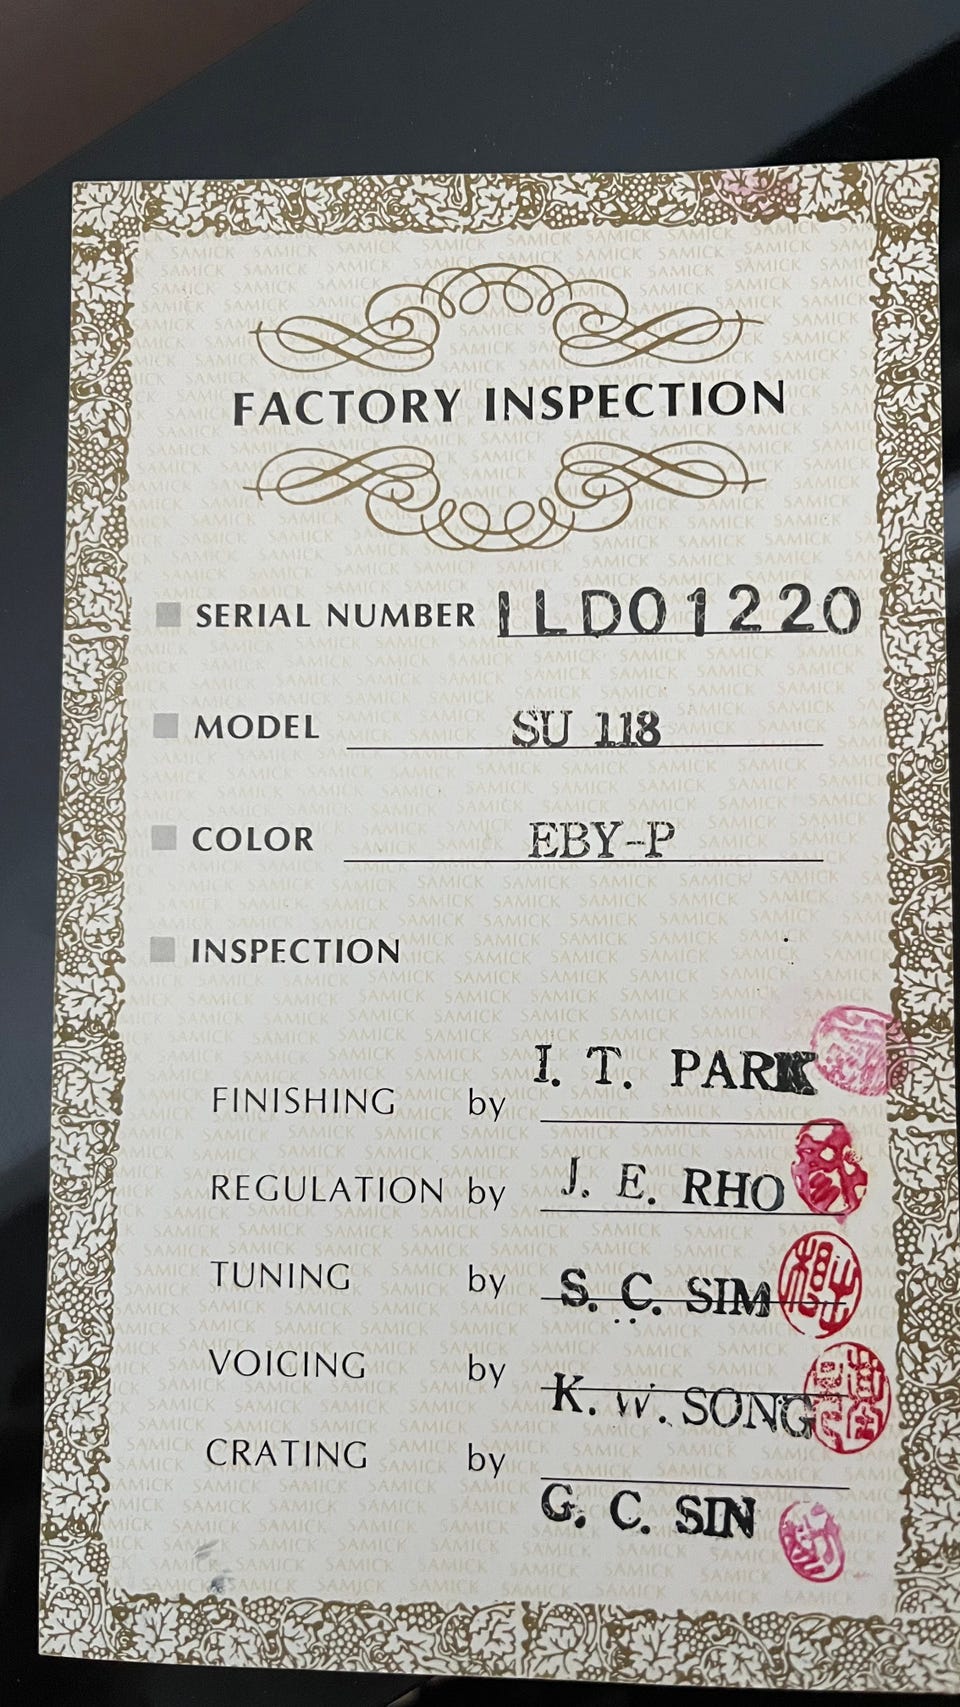 FACTORY INSPECTION
SERIAL NUMBER ILD01220
MODEL SU 118
COLOR EBY-P
INSPECTION
FINISHING by I. T. PARK
REGULATION by J. E. RHO
TUNING by S. C. SIM
VOICING by K. W. SONG
CRATING by G. C. SIN
SAMICK